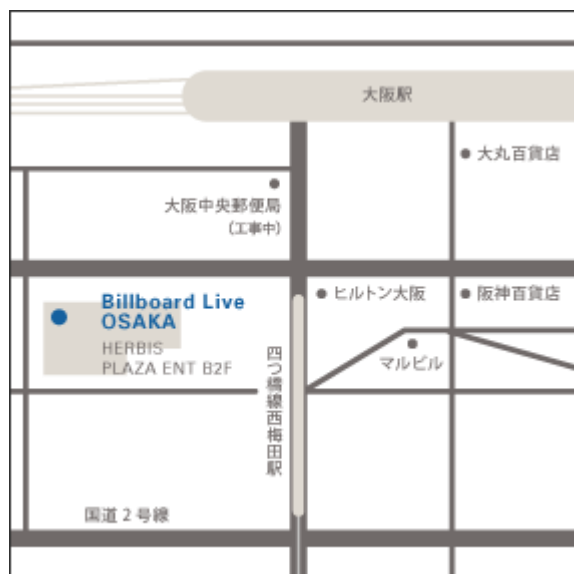 大阪駅
大丸百貨店
大阪中央郵便局
(工事中)
ヒルトン大阪
阪神百貨店
Billboard Live
OSAKA
HERBIS
PLAZA ENT B2F
マルビル
四つ橋線西梅田駅
国道2号線